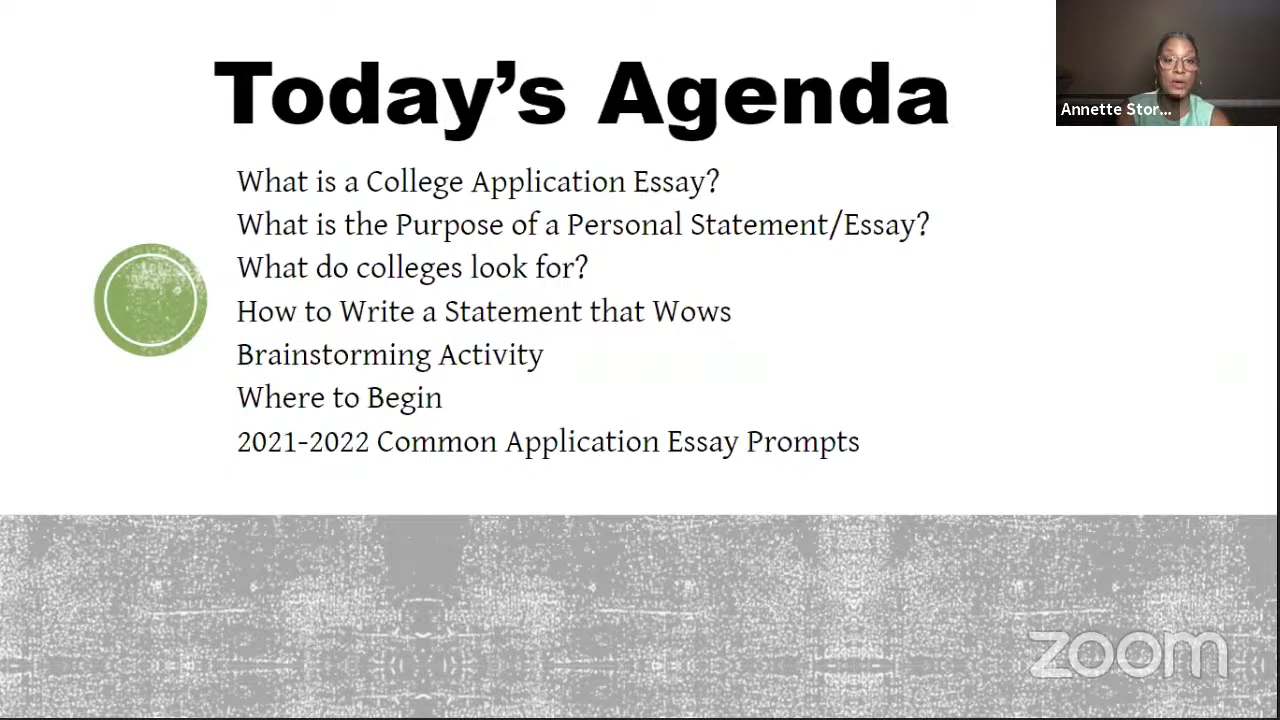 Today's Agenda
Annette Stor...
What is a College Application Essay?
What is the Purpose of a Personal Statement/Essay?
What do colleges look for?
How to Write a Statement that Wows
Brainstorming Activity
Where to Begin
2021-2022 Common Application Essay Prompts
zoom